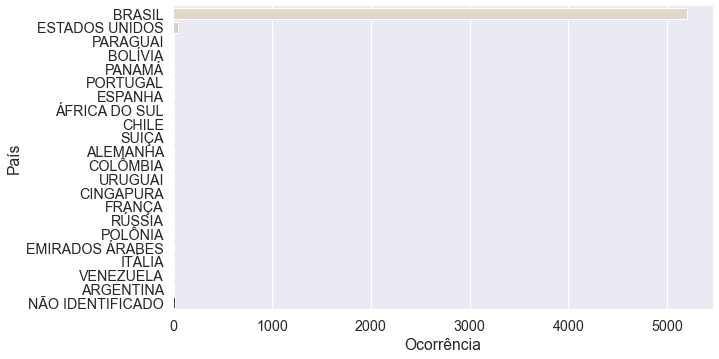 BRASIL
ESTADOS UNIDOS
PARAGUAI
BOLÍVIA
PANAMÁ
PORTUGAL
ESPANHA
ÁFRICA DO SUL
CHILE
SUIÇA
ALEMANHA
COLÔMBIA
URUGUAI
CINGAPURA
FRANÇA
RÚSSIA
POLÔNIA
EMIRADOS ÁRABES
ITÁLIA
VENEZUELA
ARGENTINA
NÃO IDENTIFICADO
País
0 1000 2000 3000 4000 5000
Ocorrência